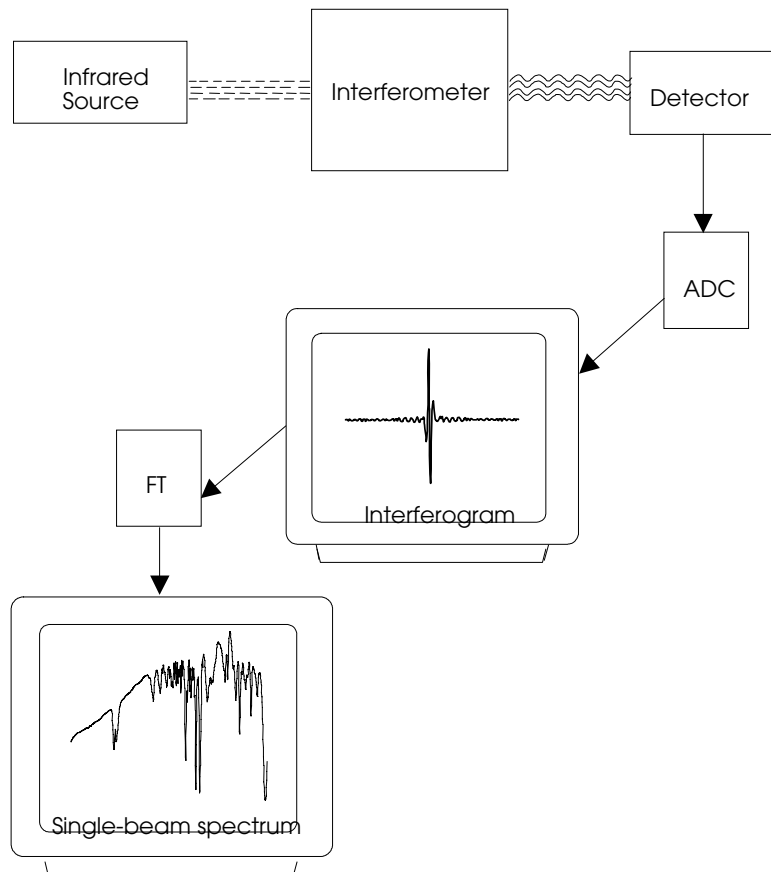 Infrared
Source
Interferometer
Detector
ADC
Interferogram
FT
Single-beam spectrum